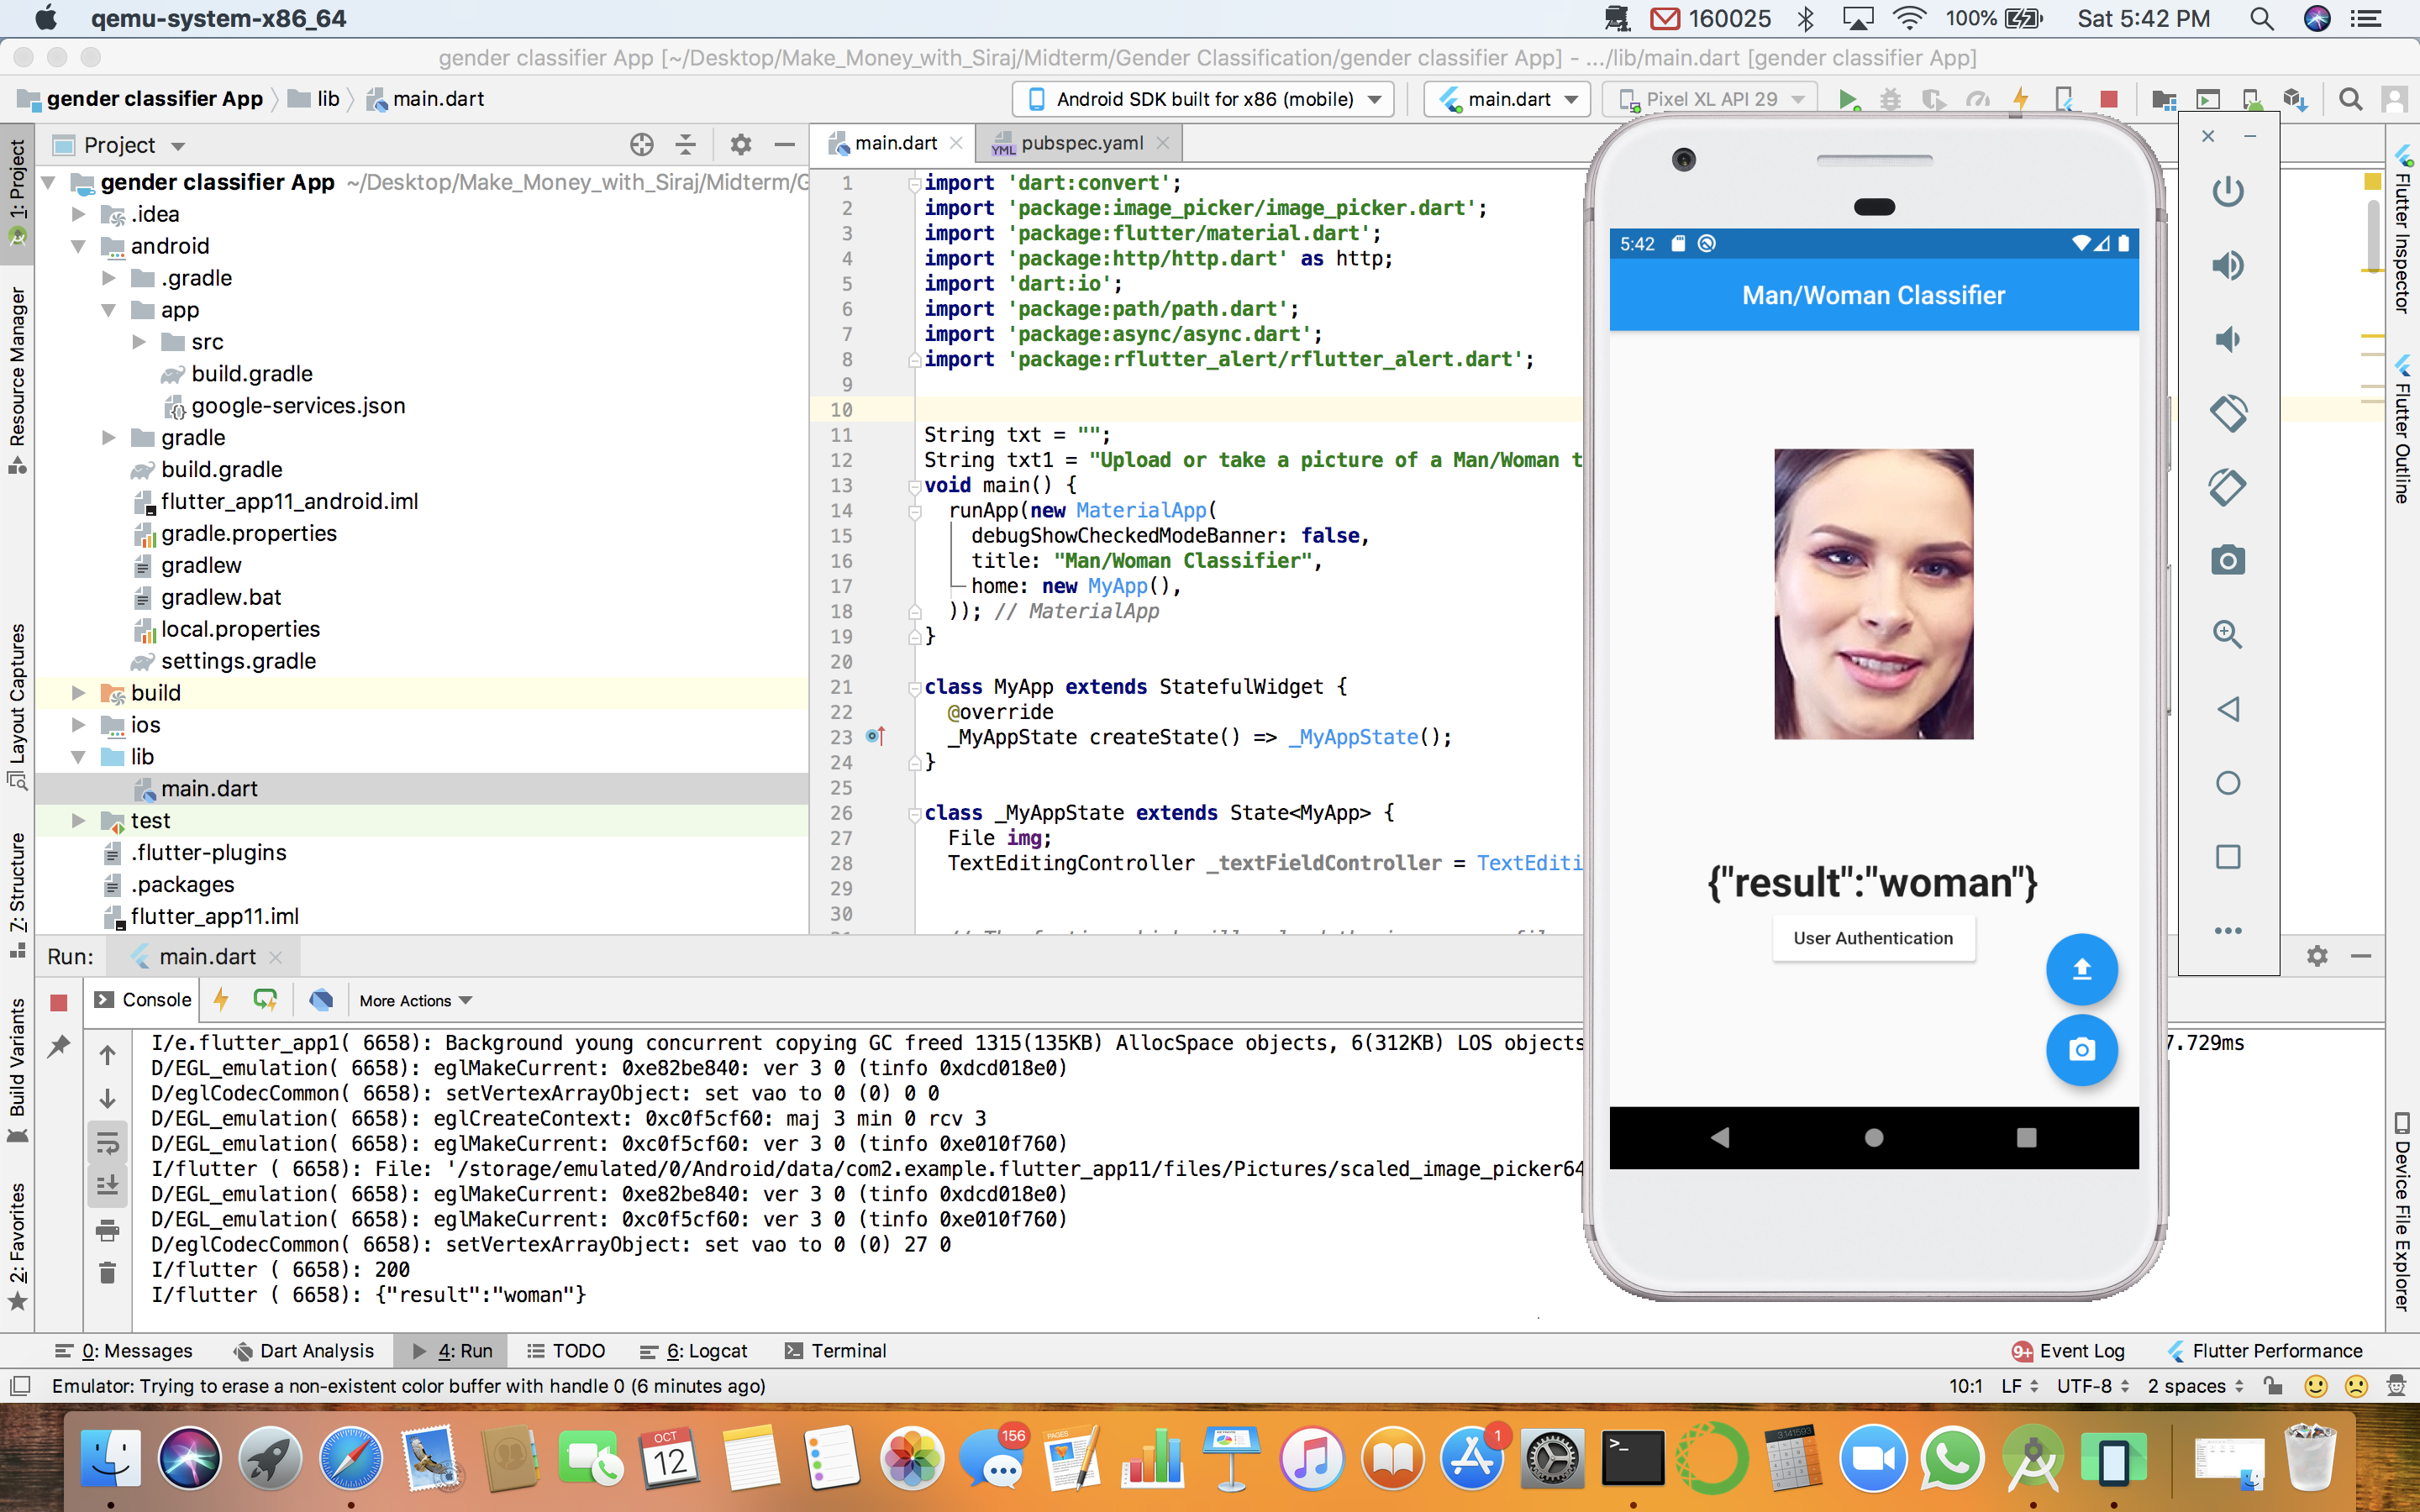 qemu-system-x86_64
160025
100%
Sat 5:42 PM
gender classifier App [~/Desktop/Make_Money_with_Siraj/Midterm/Gender Classification/gender classifier App] - .../lib/main.dart [gender classifier App]
gender classifier App
lib
main.dart
Android SDK built for x86 (mobile)
main.dart
Pixel XL API 29
1: Project
Resource Manager
Layout Captures
7: Structure
Build Variants
2: Favorites
Project
gender classifier App ~/Desktop/Make_Money_with_Siraj/Midterm/G
.idea
android
.gradle
app
src
build.gradle
google-services.json
gradle
build.gradle
flutter_app11_android.iml
gradle.properties
gradlew
gradlew.bat
local.properties
settings.gradle
build
ios
lib
main.dart
test
.flutter-plugins
.packages
flutter_app11.iml
main.dart
YML
pubspec.yaml
1 import 'dart:convert';
2 import 'package:image_picker/image_picker.dart';
3 import 'package:flutter/material.dart';
4 import 'package:http/http.dart' as http;
5 import 'dart:io';
6 import 'package:path/path.dart';
7 import 'package:async/async.dart';
8 import 'package:rflutter_alert/rflutter_alert.dart';
9
10
11 String txt = "";
12 String txt1 = "Upload or take a picture of a Man/Woman t
13 void main() {
14 runApp(new MaterialApp(
15 debugShowCheckedModeBanner: false,
16 title: "Man/Woman Classifier",
17 home: new MyApp(),
18 )); // MaterialApp
19 }
20
21 class MyApp extends StatefulWidget {
22 @override
23 _MyAppState createState() => _MyAppState();
24 }
25
26 class _MyAppState extends State<MyApp> {
27 File img;
28 TextEditingController _textFieldController = TextEditi
29
30
5:42
Man/Woman Classifier
{"result":"woman"}
User Authentication
Flutter Inspector
Flutter Outline
Device File Explorer
Run:
main.dart
Console
More Actions
I/e.flutter_app1( 6658): Background young concurrent copying GC freed 1315(135KB) AllocSpace objects, 6(312KB) LOS objects
7.729ms
D/EGL_emulation( 6658): eglMakeCurrent: 0xe82be840: ver 3 0 (tinfo 0xdcd018e0)
D/eglCodecCommon( 6658): setVertexArrayObject: set vao to 0 (0) 0 0
D/EGL_emulation( 6658): eglCreateContext: 0xc0f5cf60: maj 3 min 0 rcv 3
D/EGL_emulation( 6658): eglMakeCurrent: 0xc0f5cf60: ver 3 0 (tinfo 0xe010f760)
I/flutter ( 6658): File: '/storage/emulated/0/Android/data/com2.example.flutter_app11/files/Pictures/scaled_image_picker64
D/EGL_emulation( 6658): eglMakeCurrent: 0xe82be840: ver 3 0 (tinfo 0xdcd018e0)
D/EGL_emulation( 6658): eglMakeCurrent: 0xc0f5cf60: ver 3 0 (tinfo 0xe010f760)
D/eglCodecCommon( 6658): setVertexArrayObject: set vao to 0 (0) 27 0
I/flutter ( 6658): 200
I/flutter ( 6658): {"result":"woman"}
0: Messages
Dart Analysis
4: Run
TODO
6: Logcat
Terminal
9+ Event Log
Flutter Performance
Emulator: Trying to erase a non-existent color buffer with handle 0 (6 minutes ago)
10:1
LF
UTF-8
2 spaces
OCT
12
156
PAGES
1
>_
3.141593